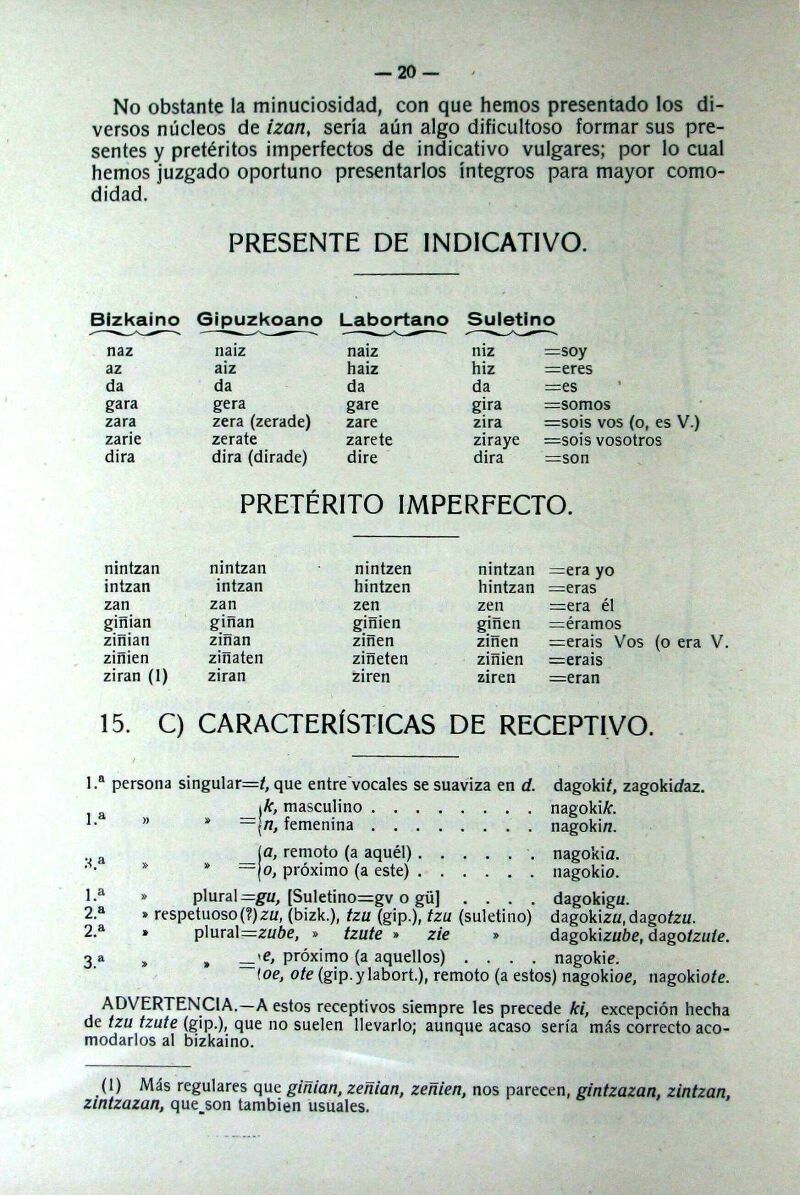 — 20 —
No obstante la minuciosidad, con que hemos presentado los di-
versos núcleos de izan, sería aún algo dificultoso formar sus pre-
sentes y pretéritos imperfectos de indicativo vulgares; por lo cual
hemos juzgado oportuno presentarlos íntegros para mayor como-
didad.
PRESENTE DE INDICATIVO.
Bizkaino Gipuzkoano Labortano Suletino
naz naiz naiz niz =soy
az aiz haiz hiz =eres
da da da da =es
gara gera gare gira =somos
zara zera (zerade) zare zira =sois vos (o, es V.)
zarie zerate zarete ziraye =sois vosotros
dira dira (dirade) dire dira =son
PRETÉRITO IMPERFECTO.
nintzan nintzan nintzen nintzan =era yo
intzan intzan hintzen hintzan =eras
zan zan zen zen =era él
giñian giñan giñien giñen =éramos
ziñian ziñan ziñen ziñen =erais Vos (o era V.
ziñien ziñaten ziñeten ziñien =erais
ziran (1) ziran ziren ziren =eran
15. C) CARACTERÍSTICAS DE RECEPTIVO.
1.ª persona singular=t, que entre vocales se suaviza en d. dagokit, zagokidaz.
k, masculino . . . . . . . . nagokik.
1.ª » » = {n, femenina . . . . . . . . nagokin.
{a, remoto (a aquél) . . . . . . nagokia.
3.ª » » = {o, próximo (a este) . . . . . . nagokio.
1.ª » plural=gu, [Suletino=gv o gü] . . . . dagokigu.
2.ª » respetuoso(?)zu, (bizk.), tzu (gip.), tzu (suletino) dagokizu, dagotzu.
2.ª » plural=zube, » tzute » zie » dagokizube, dagotzute.
3.ª » » = e, próximo (a aquellos) . . . . nagokie.
oe, ote (gip. y labort.), remoto (a estos) nagokioe, nagokiote.
ADVERTENCIA.—A estos receptivos siempre les precede ki, excepción hecha
de tzu tzute (gip.), que no suelen llevarlo; aunque acaso sería más correcto aco-
modarlos al bizkaino.
(1) Más regulares que giñian, zeñian, zeñien, nos parecen, gintzazan, zintzan,
zintzazan, que son tambien usuales.